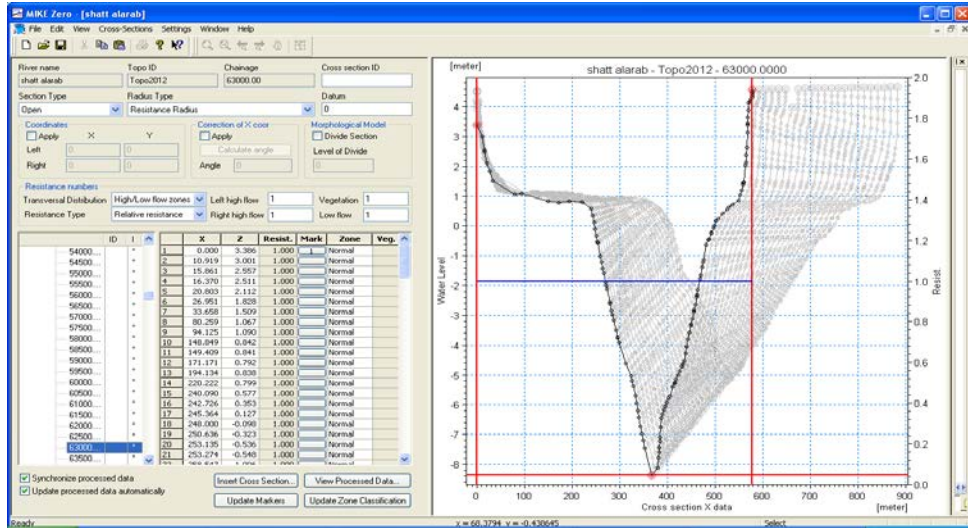 MIKE Zero - [shatt alarab]
File Edit View Cross-Sections Settings Window Help
River name Topo ID Chainage Cross section ID
shatt alarab Topo2012 63000.00
Section Type Radius Type Datum
Open Resistance Radius 0
Coordinates Correction of X coor Morphological Model
Apply X Y Apply Divide Section
Left 0 0 Calculate angle Level of Divide
Right 0 0 Angle 0 0
Resistance numbers
Transversal Distribution High/Low flow zones Left high flow 1 Vegetation 1
Resistance Type Relative resistance Right high flow 1 Low flow 1
ID I
54000...
54500...
55000...
55500...
56000...
56500...
57000...
57500...
58000...
58500...
59000...
59500...
60000...
60500...
61000...
61500...
62000...
62500...
63000...
63500...
X Z Resist. Mark Zone Veg.
1 0.000 3.386 1.000 1 Normal
2 10.919 3.001 1.000 Normal
3 15.861 2.557 1.000 Normal
4 16.370 2.511 1.000 Normal
5 20.803 2.112 1.000 Normal
6 26.951 1.828 1.000 Normal
7 33.658 1.509 1.000 Normal
8 80.259 1.067 1.000 Normal
9 94.125 1.090 1.000 Normal
10 148.849 0.842 1.000 Normal
11 149.409 0.841 1.000 Normal
12 171.171 0.792 1.000 Normal
13 194.134 0.838 1.000 Normal
14 220.222 0.799 1.000 Normal
15 240.090 0.577 1.000 Normal
16 242.726 0.353 1.000 Normal
17 245.364 0.127 1.000 Normal
18 248.000 -0.098 1.000 Normal
19 250.636 -0.323 1.000 Normal
20 253.135 -0.536 1.000 Normal
21 253.274 -0.548 1.000 Normal
Synchronize processed data
Update processed data automatically
Insert Cross Section... View Processed Data...
Update Markers Update Zone Classification
[meter] shatt alarab - Topo2012 - 63000.0000
4
3
2
1
0
-1
-2
-3
-4
-5
-6
-7
-8
Water Level
2.0
1.8
1.6
1.4
1.2
1.0
0.8
0.6
0.4
0.2
0.0
Resist.
0 100 200 300 400 500 600 700 800 900
Cross section X data [meter]
Ready x = 68.3794 y = -0.438645 Select